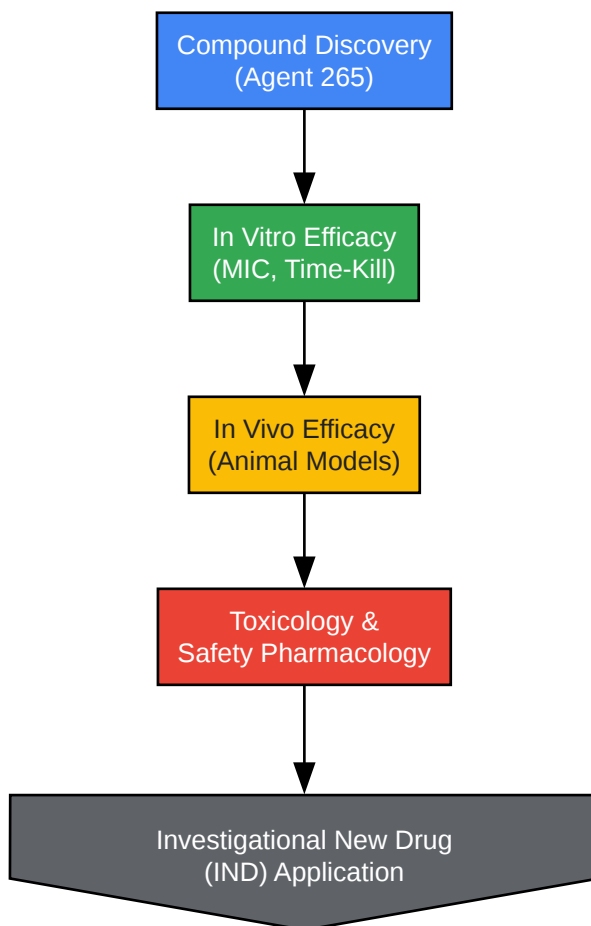 Compound Discovery
(Agent 265)
In Vitro Efficacy
(MIC, Time-Kill)
In Vivo Efficacy
(Animal Models)
Toxicology &
Safety Pharmacology
Investigational New Drug
(IND) Application